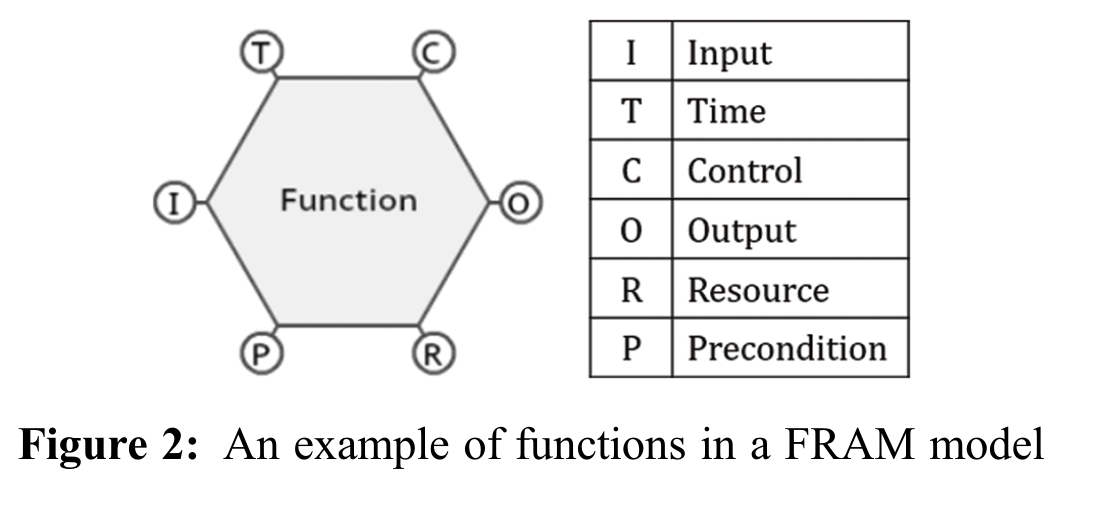 T C
I Function O
P R
I Input
T Time
C Control
O Output
R Resource
P Precondition
Figure 2: An example of functions in a FRAM model